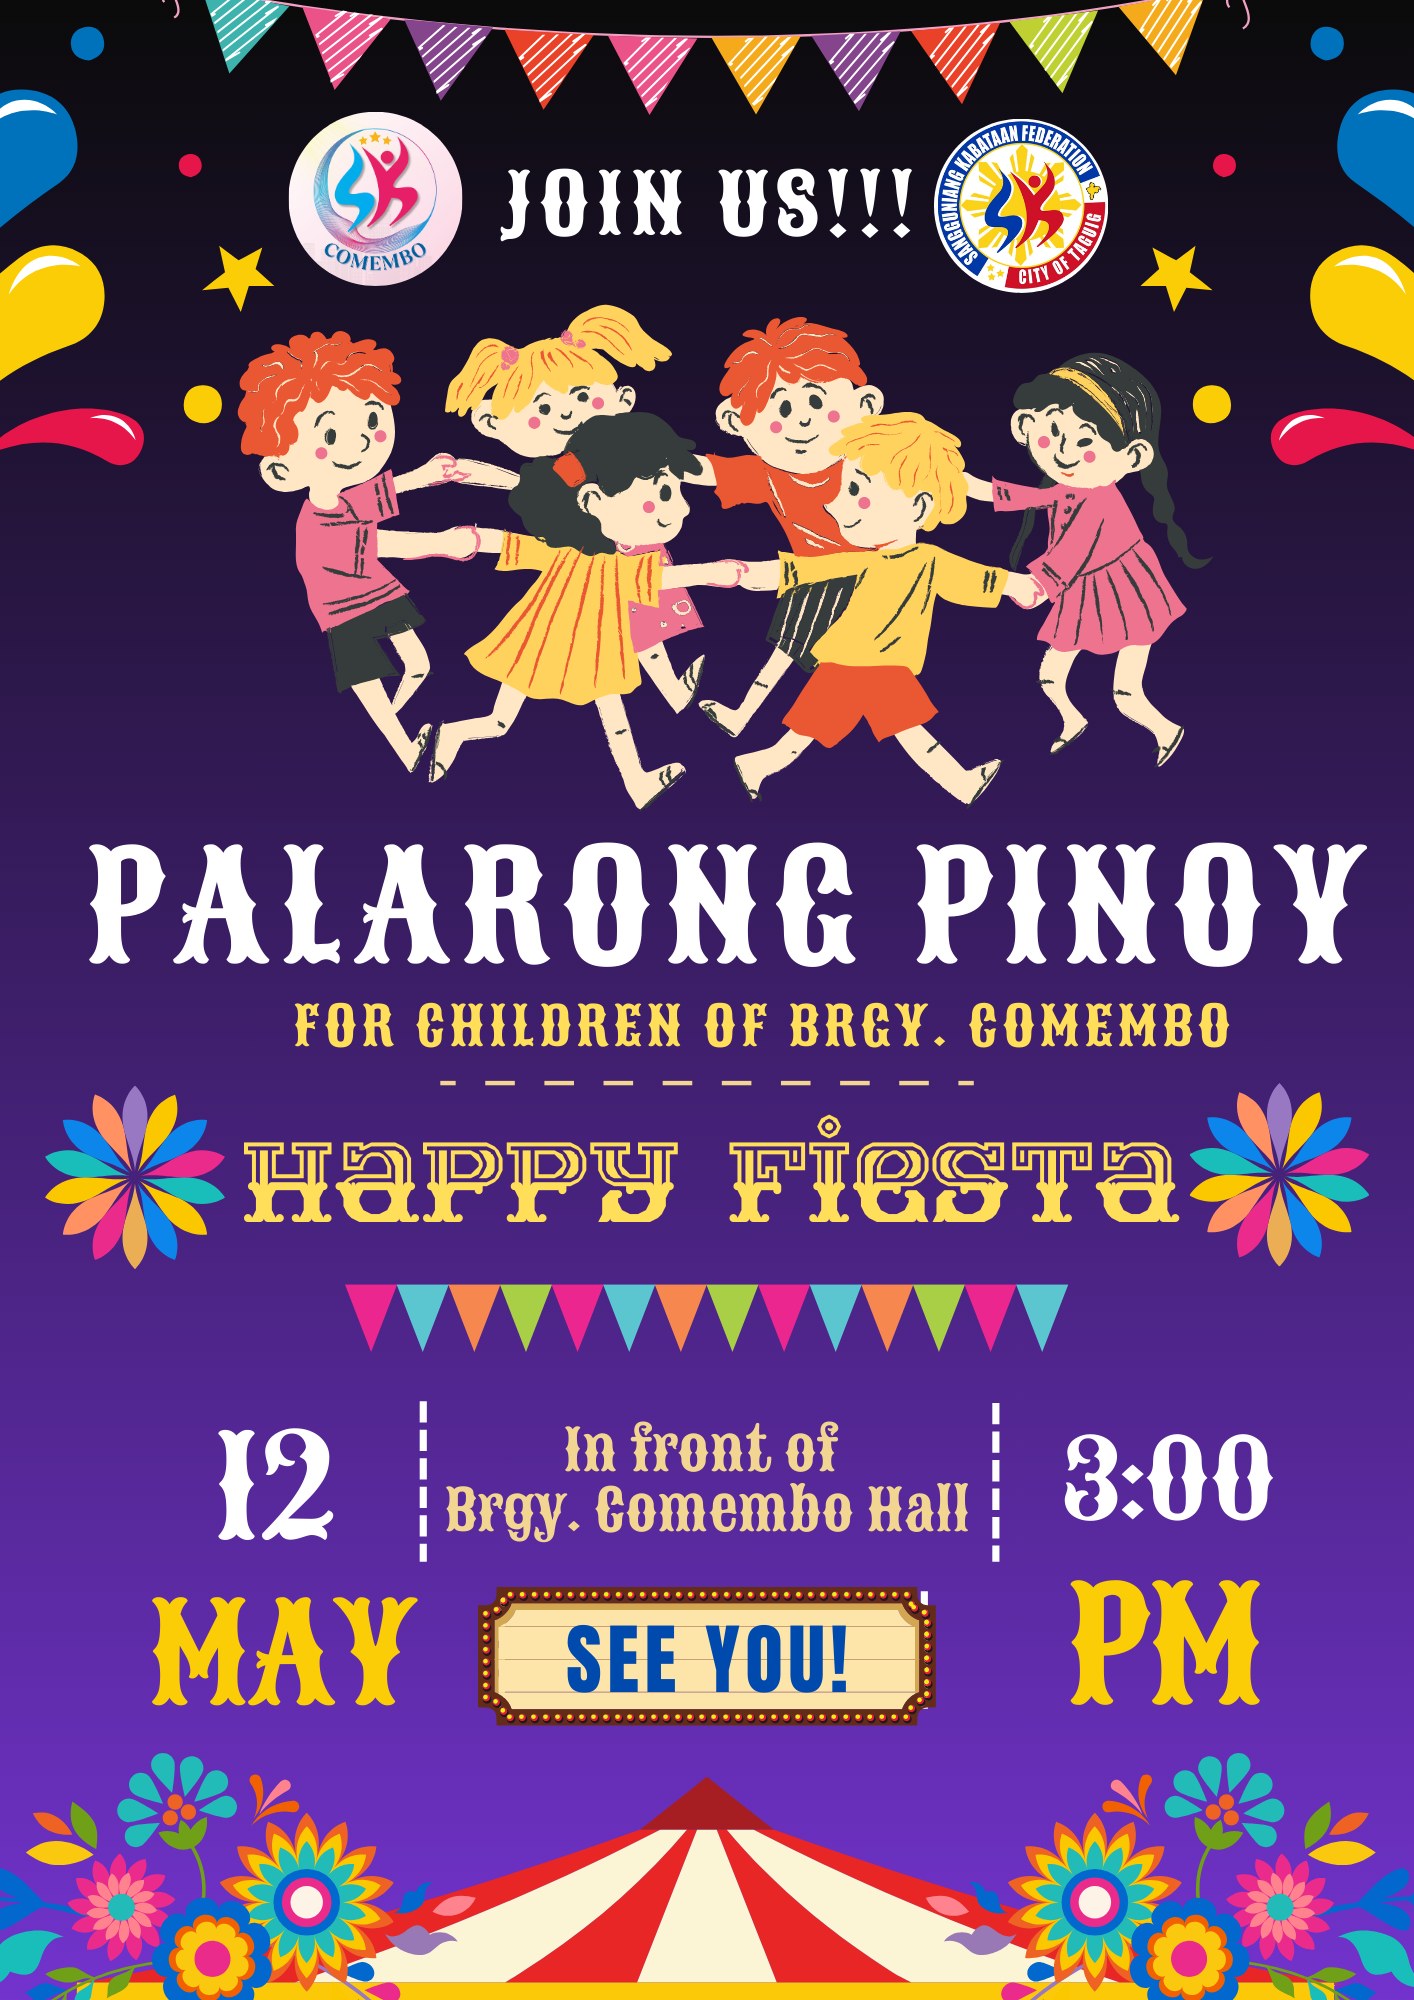 COMEMBO
JOIN US!!!
SANGGUNIANG KABATAAN FEDERATION
CITY OF TAGUIG
PALARONG PINOY
FOR CHILDREN OF BRGY. COMEMBO
HAPPY FIESTA
12
MAY
In front of
Brgy. Comembo Hall
SEE YOU!
3:00
PM